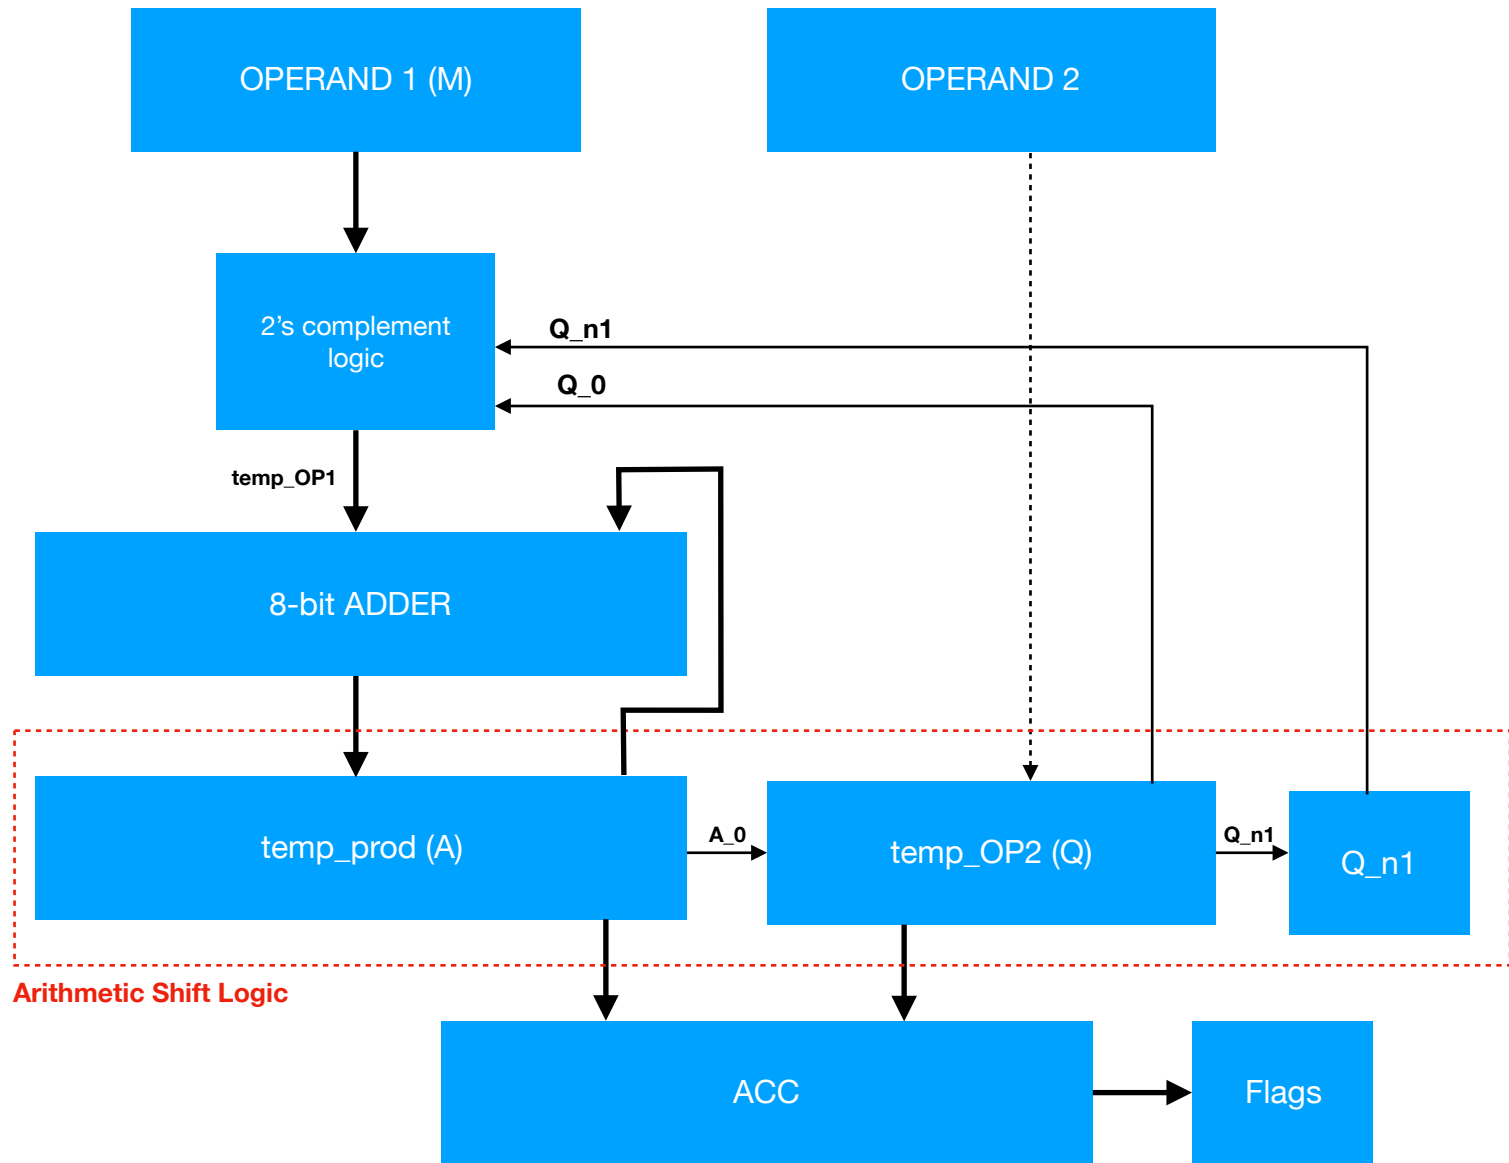 OPERAND 1 (M)
OPERAND 2
2’s complement
logic
Q_n1
Q_0
temp_OP1
8-bit ADDER
temp_prod (A)
A_0
temp_OP2 (Q)
Q_n1
Q_n1
Arithmetic Shift Logic
ACC
Flags